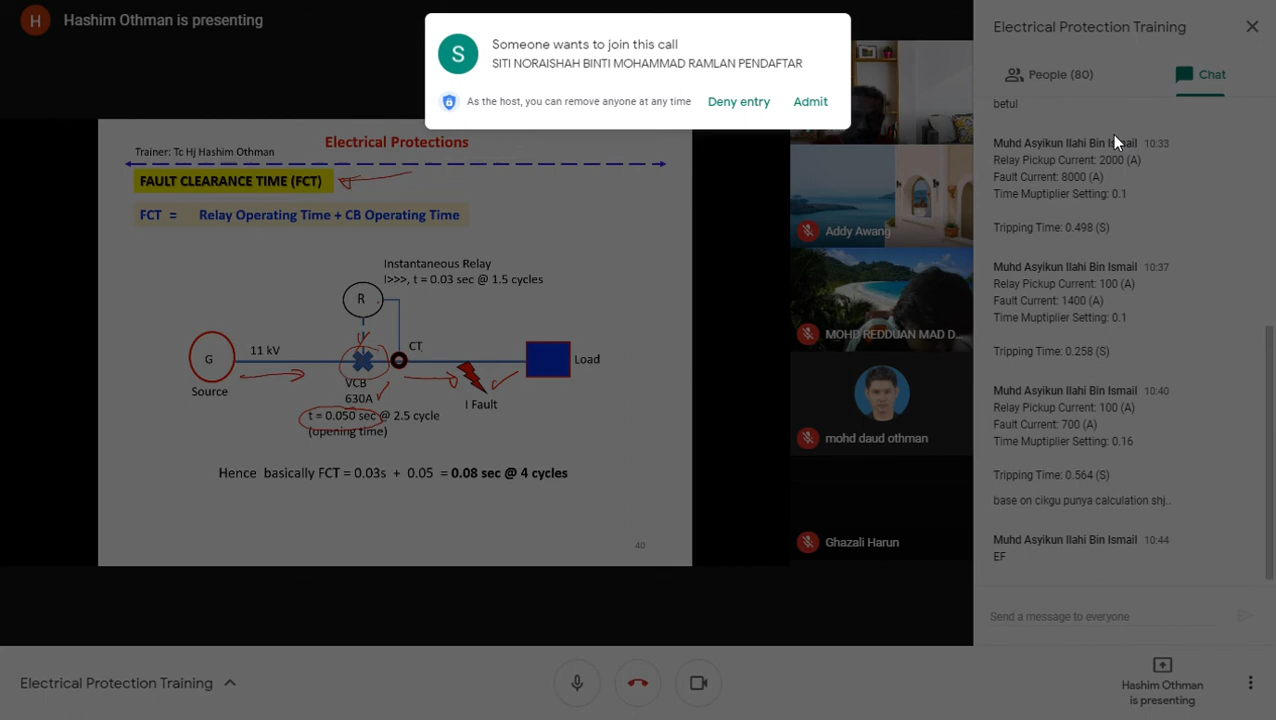 H
Hashim Othman is presenting
S
Someone wants to join this call
SITI NORAISHAH BINTI MOHAMMAD RAMLAN PENDAFTAR
As the host, you can remove anyone at any time
Deny entry
Admit
Electrical Protections
Trainer: Tc Hj Hashim Othman
FAULT CLEARANCE TIME (FCT)
FCT = Relay Operating Time + CB Operating Time
Instantaneous Relay
I>>>, t = 0.03 sec @ 1.5 cycles
R
11 kV
CT
G
Source
VCB
630A
I Fault
Load
t = 0.050 sec @ 2.5 cycle
(opening time)
Hence basically FCT = 0.03s + 0.05 = 0.08 sec @ 4 cycles
40
Addy Awang
MOHD REDDUAN MAD D...
mohd daud othman
Ghazali Harun
Electrical Protection Training
People (80)
Chat
betul
Muhd Asyikun Ilahi Bin Ismail 10:33
Relay Pickup Current: 2000 (A)
Fault Current: 8000 (A)
Time Muptiplier Setting: 0.1
Tripping Time: 0.498 (S)
Muhd Asyikun Ilahi Bin Ismail 10:37
Relay Pickup Current: 100 (A)
Fault Current: 1400 (A)
Time Muptiplier Setting: 0.1
Tripping Time: 0.258 (S)
Muhd Asyikun Ilahi Bin Ismail 10:40
Relay Pickup Current: 100 (A)
Fault Current: 700 (A)
Time Muptiplier Setting: 0.16
Tripping Time: 0.564 (S)
base on cikgu punya calculation shj..
Muhd Asyikun Ilahi Bin Ismail 10:44
EF
Send a message to everyone
Electrical Protection Training
Hashim Othman
is presenting